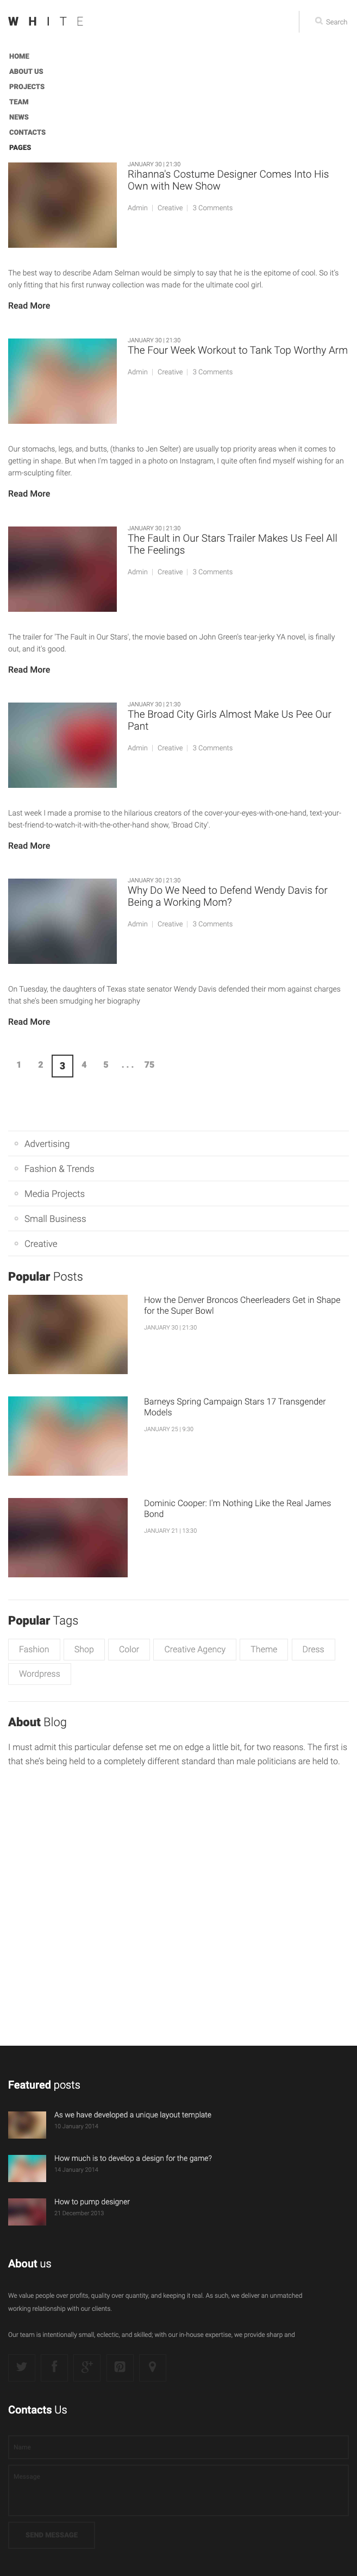 WHITE
Search
HOME
ABOUT US
PROJECTS
TEAM
NEWS
CONTACTS
PAGES
JANUARY 30 | 21:30
Rihanna's Costume Designer Comes Into His
Own with New Show
Admin | Creative | 3 Comments
The best way to describe Adam Selman would be simply to say that he is the epitome of cool. So it's
only fitting that his first runway collection was made for the ultimate cool girl.
Read More
JANUARY 30 | 21:30
The Four Week Workout to Tank Top Worthy Arm
Admin | Creative | 3 Comments
Our stomachs, legs, and butts, (thanks to Jen Selter) are usually top priority areas when it comes to
getting in shape. But when I'm tagged in a photo on Instagram, I quite often find myself wishing for an
arm-sculpting filter.
Read More
JANUARY 30 | 21:30
The Fault in Our Stars Trailer Makes Us Feel All
The Feelings
Admin | Creative | 3 Comments
The trailer for 'The Fault in Our Stars', the movie based on John Green's tear-jerky YA novel, is finally
out, and it's good.
Read More
JANUARY 30 | 21:30
The Broad City Girls Almost Make Us Pee Our
Pant
Admin | Creative | 3 Comments
Last week I made a promise to the hilarious creators of the cover-your-eyes-with-one-hand, text-your-
best-friend-to-watch-it-with-the-other-hand show, 'Broad City'.
Read More
JANUARY 30 | 21:30
Why Do We Need to Defend Wendy Davis for
Being a Working Mom?
Admin | Creative | 3 Comments
On Tuesday, the daughters of Texas state senator Wendy Davis defended their mom against charges
that she's been smudging her biography
Read More
1 2 3 4 5 ... 75
Advertising
Fashion & Trends
Media Projects
Small Business
Creative
Popular Posts
How the Denver Broncos Cheerleaders Get in Shape
for the Super Bowl
JANUARY 30 | 21:30
Barneys Spring Campaign Stars 17 Transgender
Models
JANUARY 25 | 9:30
Dominic Cooper: I'm Nothing Like the Real James
Bond
JANUARY 21 | 13:30
Popular Tags
Fashion Shop Color Creative Agency Theme Dress
Wordpress
About Blog
I must admit this particular defense set me on edge a little bit, for two reasons. The first is
that she's being held to a completely different standard than male politicians are held to.
Featured posts
As we have developed a unique layout template
10 January 2014
How much is to develop a design for the game?
14 January 2014
How to pump designer
21 December 2013
About us
We value people over profits, quality over quantity, and keeping it real. As such, we deliver an unmatched
working relationship with our clients.
Our team is intentionally small, eclectic, and skilled; with our in-house expertise, we provide sharp and
Contacts Us
Name
Message
SEND MESSAGE